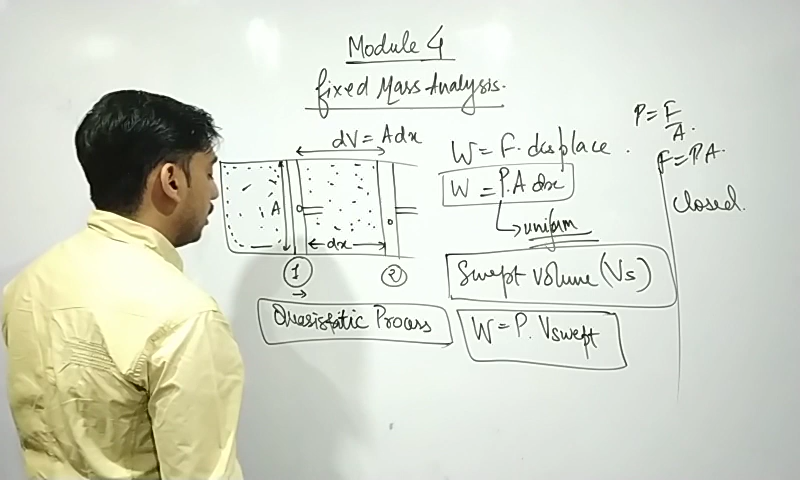 Module 4
fixed Mass Analysis.
dV = A dx
A
dx
1
2
Quasistatic Process
W = F. displace.
W = P.A dx
uniform
Swept volume (Vs)
W = P. Vswept
P = F
A.
F = PA.
Closed.